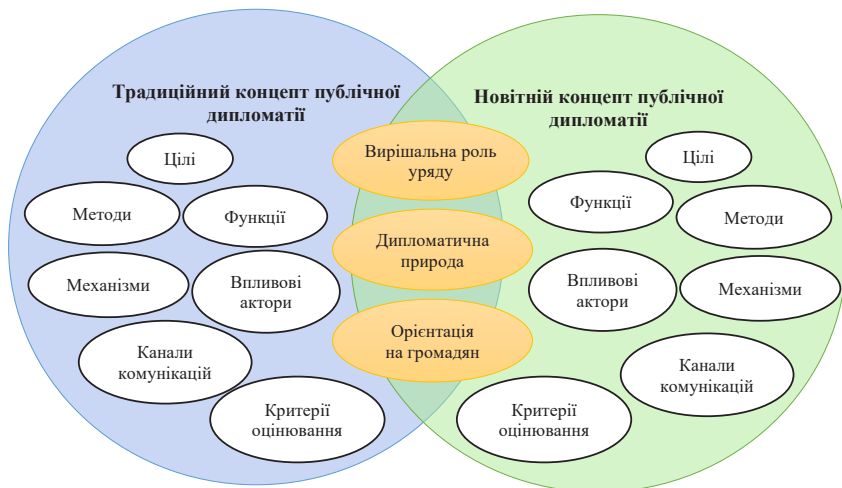 Традиційний концепт публічної
дипломатії
Цілі
Методи
Функції
Механізми
Впливові
актори
Канали
комунікацій
Критерії
оцінювання
Вирішальна роль
уряду
Дипломатична
природа
Орієнтація
на громадян
Новітній концепт публічної
дипломатії
Цілі
Функції
Методи
Впливові
актори
Механізми
Канали
комунікацій
Критерії
оцінювання